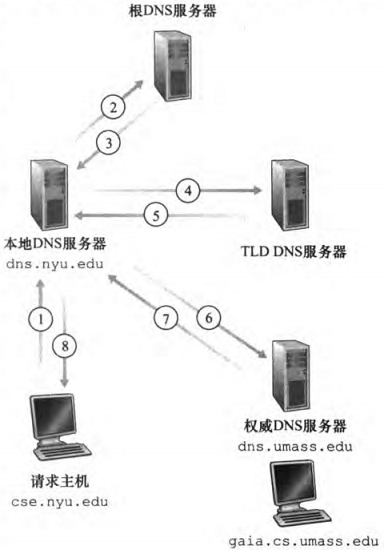 根DNS服务器
2
3
4
5
本地DNS服务器
dns.nyu.edu
TLD DNS服务器
1
8
7
6
请求主机
cse.nyu.edu
权威DNS服务器
dns.umass.edu
gaia.cs.umass.edu